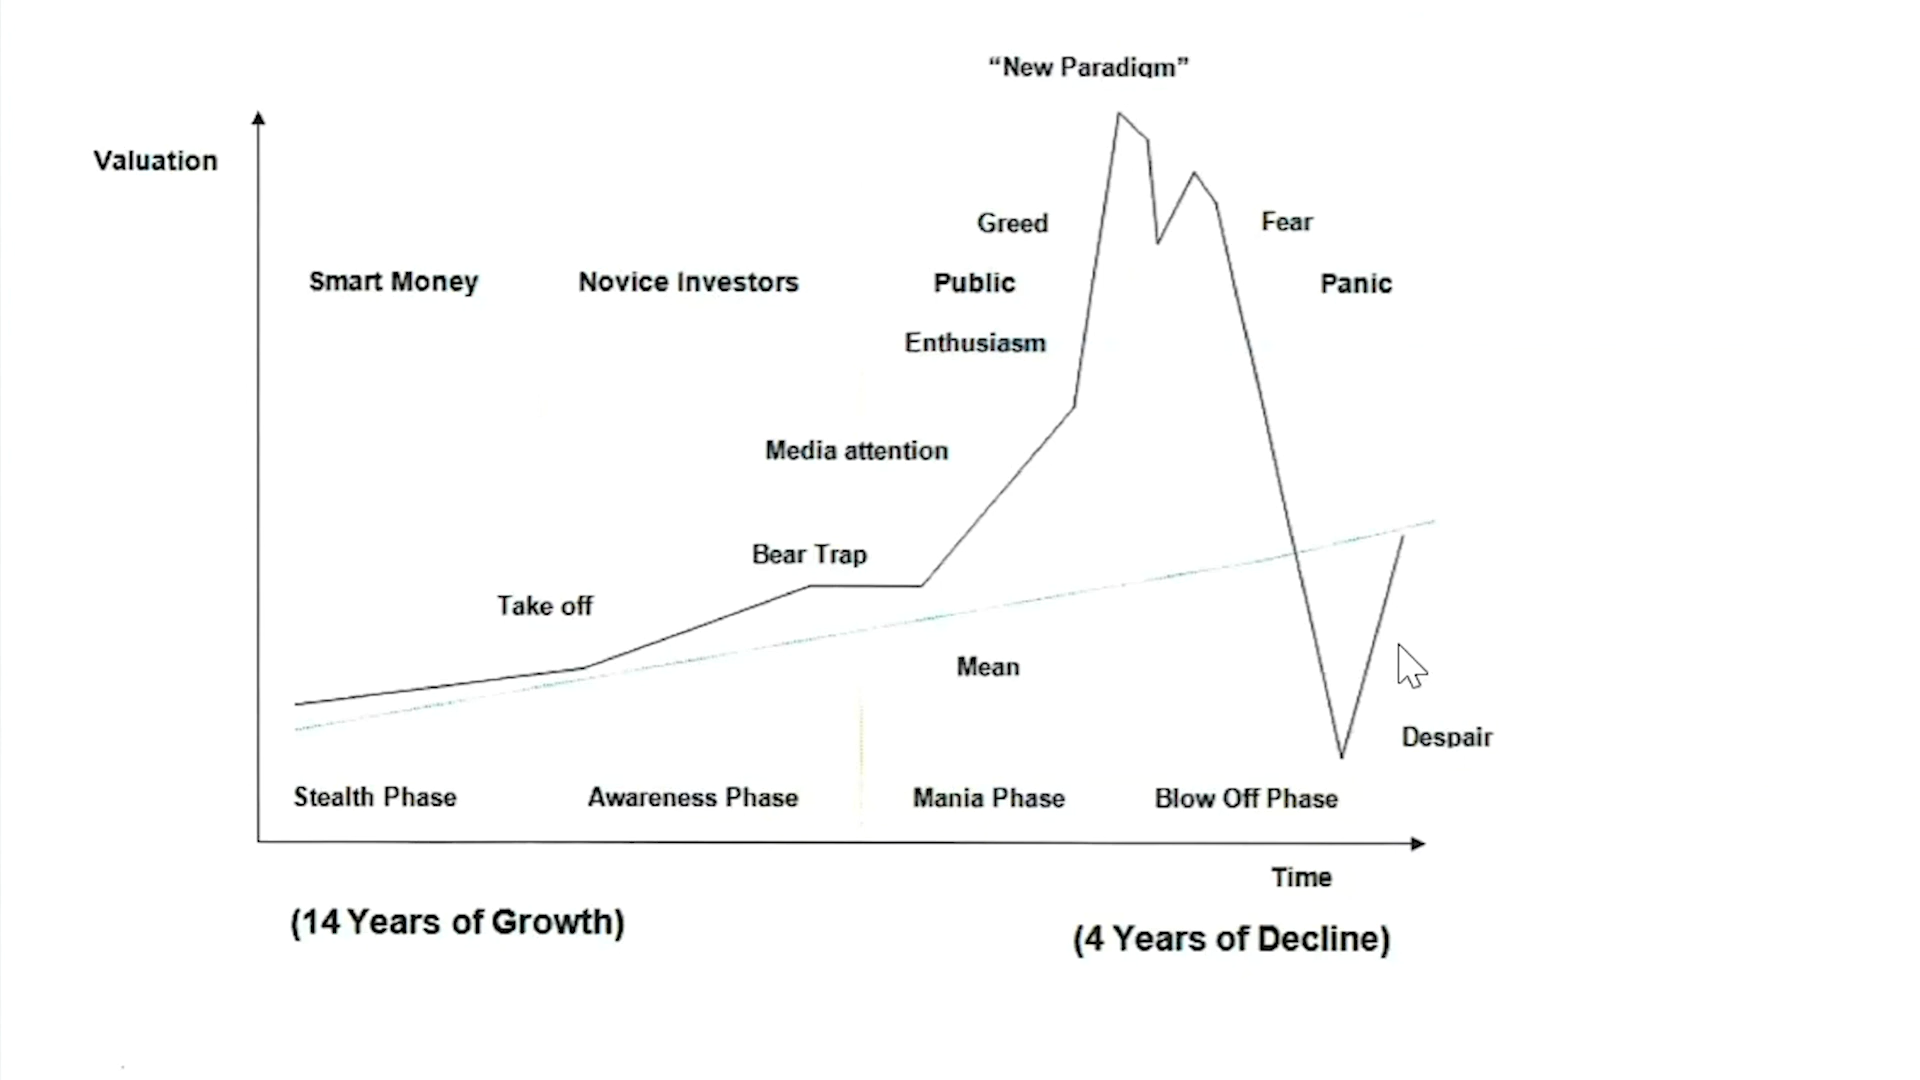 “New Paradigm”
Valuation
Greed
Fear
Smart Money
Novice Investors
Public
Panic
Enthusiasm
Media attention
Bear Trap
Take off
Mean
Despair
Stealth Phase
Awareness Phase
Mania Phase
Blow Off Phase
Time
(14 Years of Growth)
(4 Years of Decline)